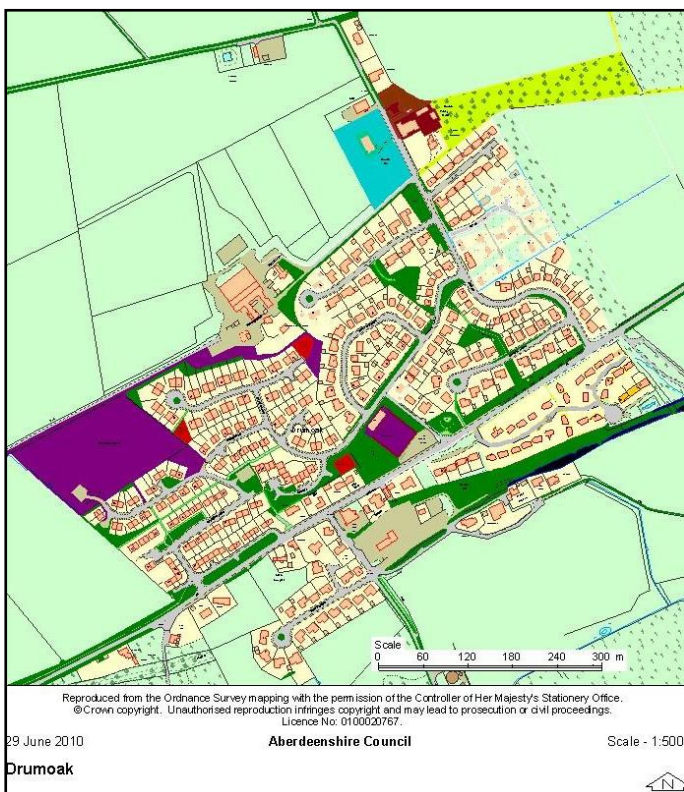 Drumoak
Scale
0 60 120 180 240 300 m
Reproduced from the Ordnance Survey mapping with the permission of the Controller of Her Majesty's Stationery Office.
©Crown copyright. Unauthorised reproduction infringes copyright and may lead to prosecution or civil proceedings.
Licence No: 0100020767.
29 June 2010 Aberdeenshire Council Scale - 1:500
Drumoak
N